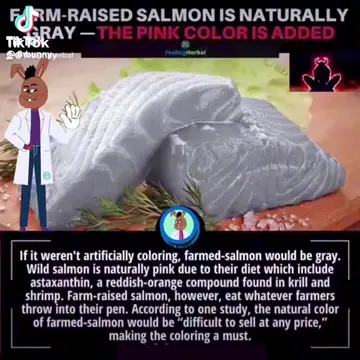 FARM-RAISED SALMON IS NATURALLY
GRAY — THE PINK COLOR IS ADDED
TikTok
FeelingHerbal
If it weren't artificially coloring, farmed-salmon would be gray.
Wild salmon is naturally pink due to their diet which include
astaxanthin, a reddish-orange compound found in krill and
shrimp. Farm-raised salmon, however, eat whatever farmers
throw into their pen. According to one study, the natural color
of farmed-salmon would be "difficult to sell at any price,"
making the coloring a must.